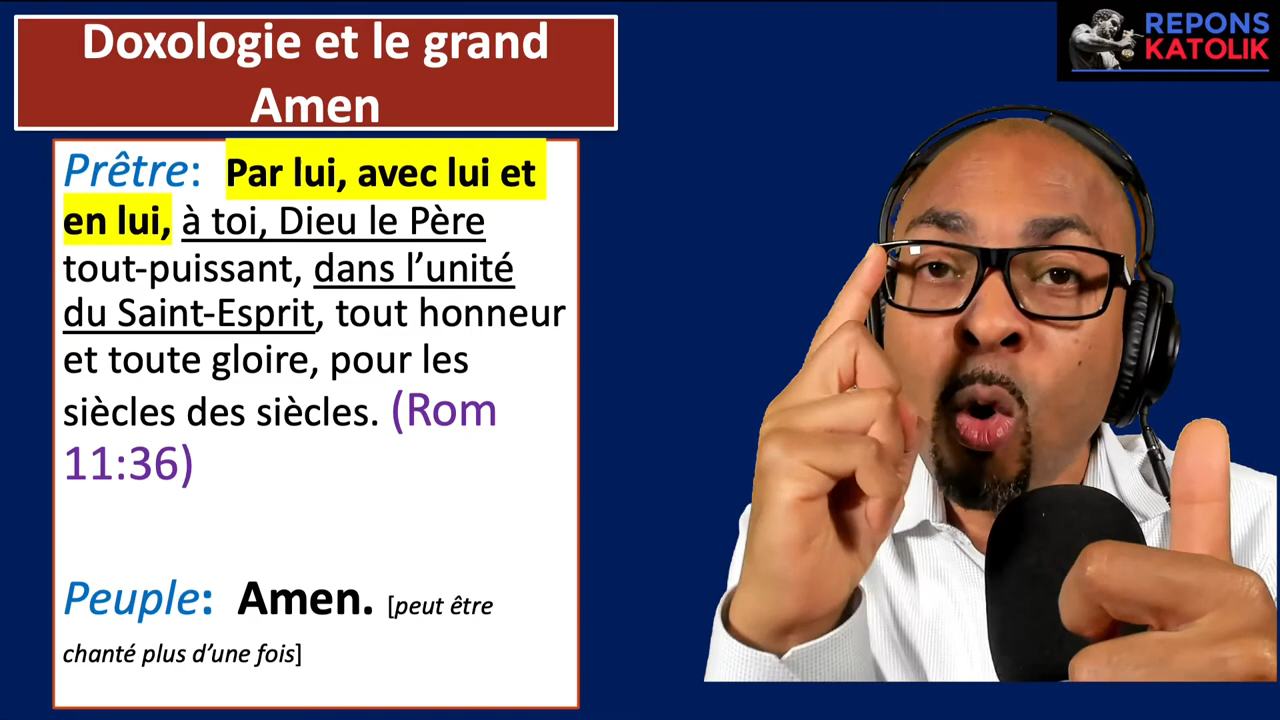 Doxologie et le grand
Amen
REPONS
KATOLIK
Prêtre: Par lui, avec lui et
en lui, à toi, Dieu le Père
tout-puissant, dans l’unité
du Saint-Esprit, tout honneur
et toute gloire, pour les
siècles des siècles. (Rom
11:36)
Peuple: Amen. [peut être
chanté plus d’une fois]